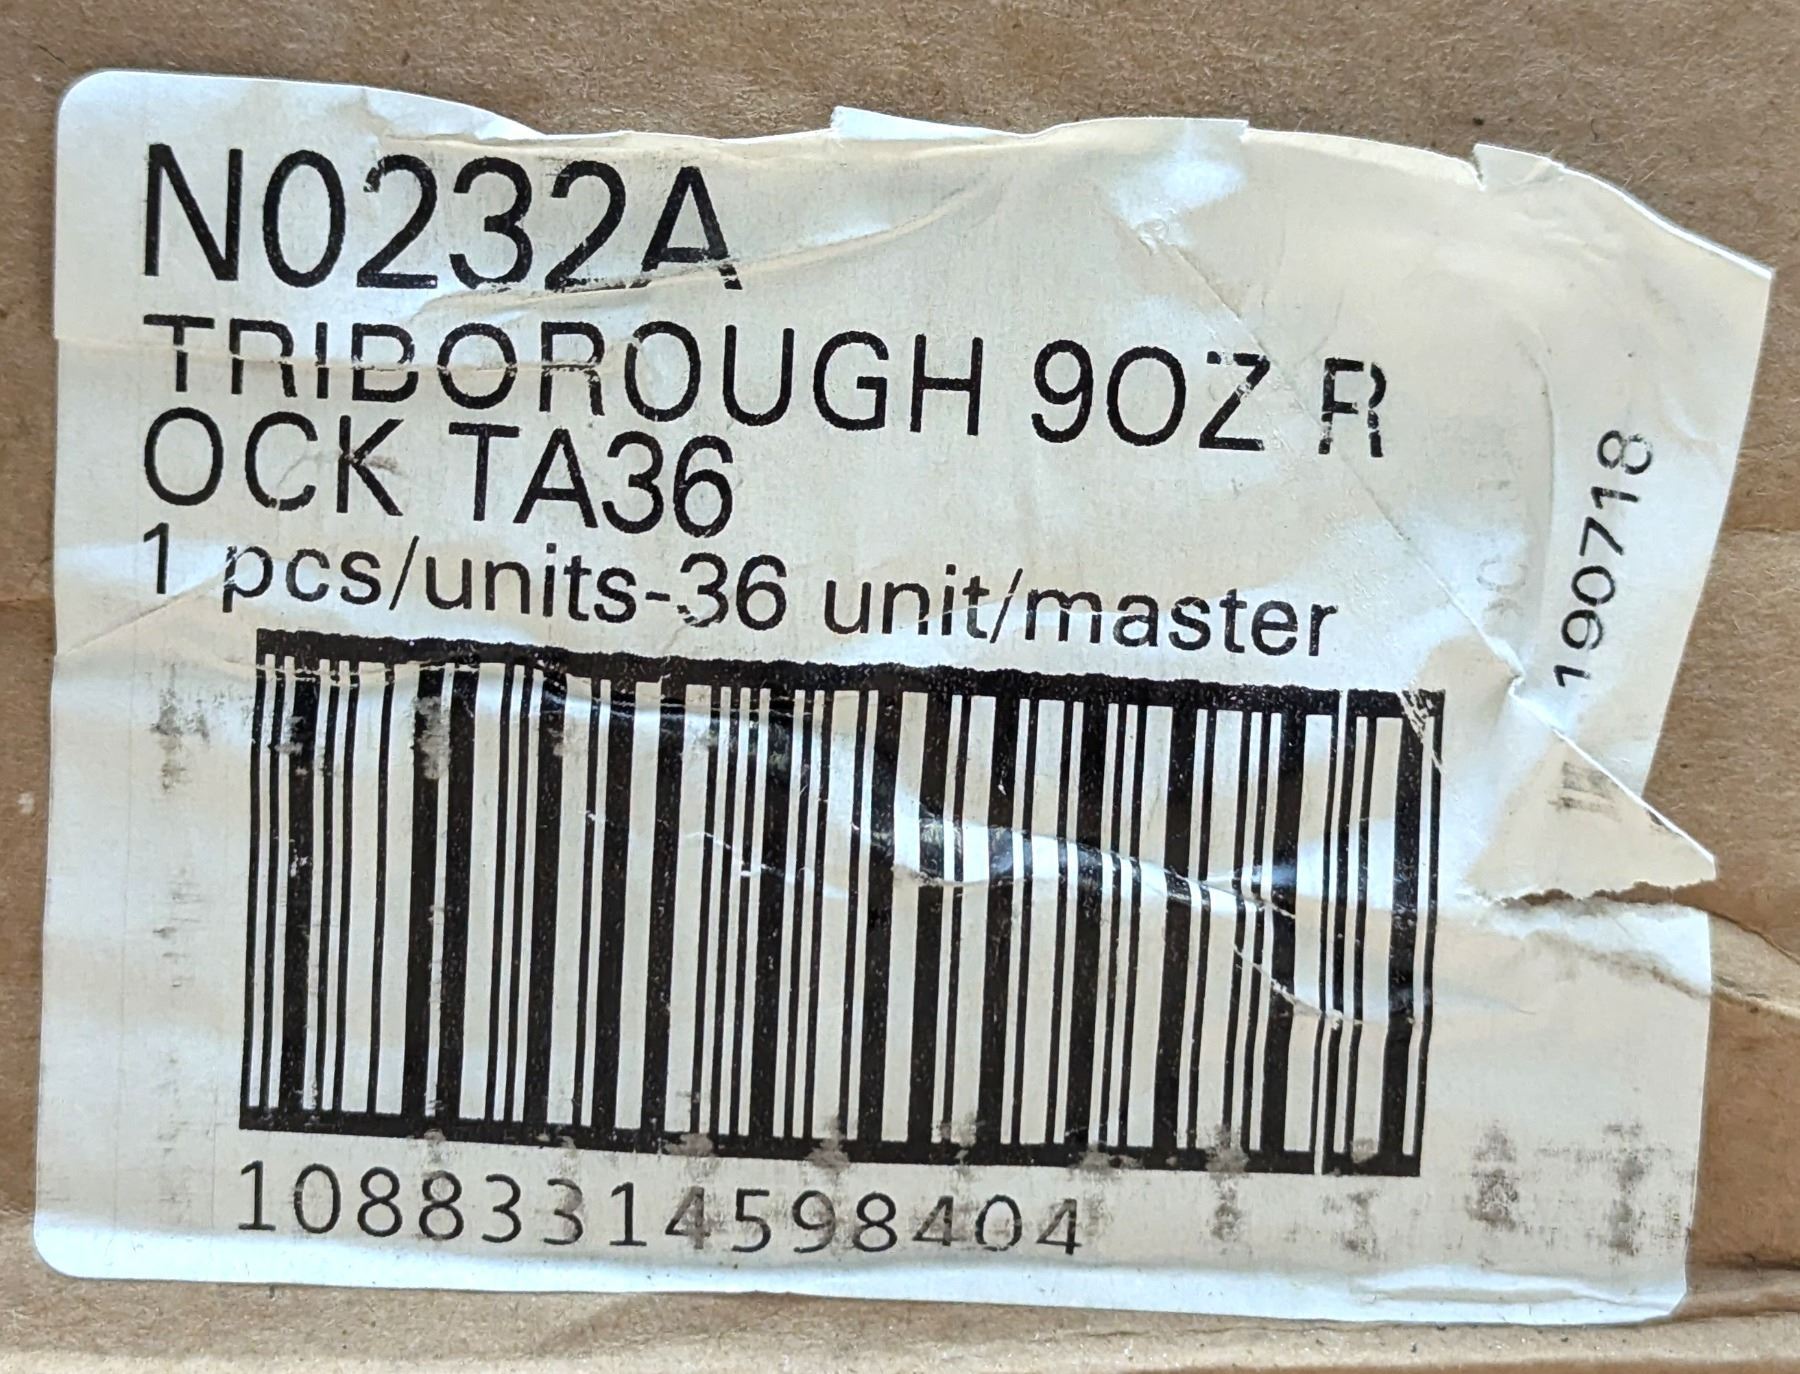 N0232A
TRIBOROUGH 9OZ R
OCK TA36
1 pcs/units-36 unit/master
190718
10883314598404